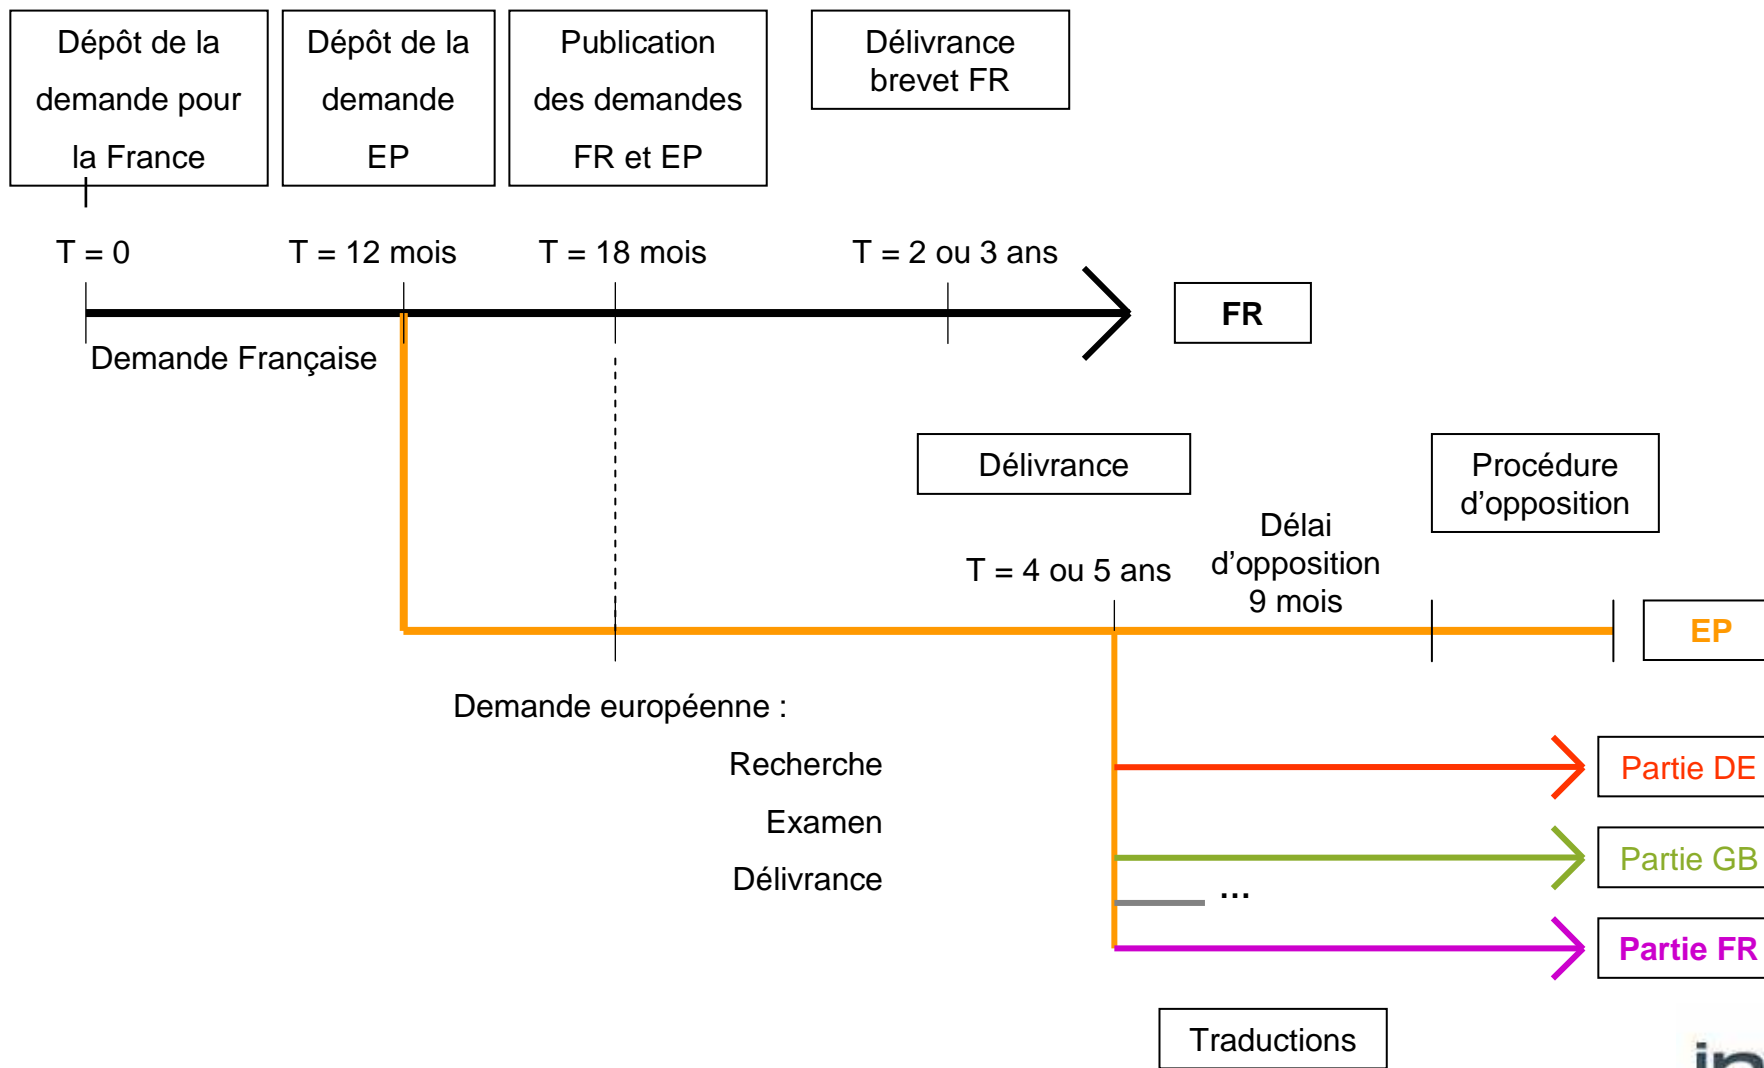 Dépôt de la
demande pour
la France
Dépôt de la
demande
EP
Publication
des demandes
FR et EP
Délivrance
brevet FR
T = 0
T = 12 mois
T = 18 mois
T = 2 ou 3 ans
FR
Demande Française
Délivrance
Procédure
d’opposition
Délai
d’opposition
9 mois
T = 4 ou 5 ans
EP
Demande européenne :
Recherche
Examen
Délivrance
Partie DE
Partie GB
...
Partie FR
Traductions